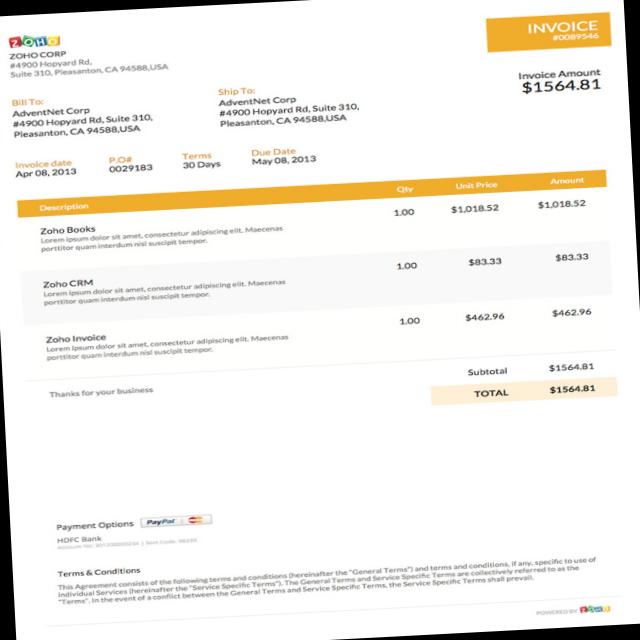 ZOHO
ZOHO CORP
#4900 Hopyard Rd,
Suite 310, Pleasanton, CA 94588,USA
INVOICE
#0089546
Invoice Amount
$1564.81
Bill To:
AdventNet Corp
#4900 Hopyard Rd, Suite 310,
Pleasanton, CA 94588,USA
Ship To:
AdventNet Corp
#4900 Hopyard Rd, Suite 310,
Pleasanton, CA 94588,USA
Invoice date P.O# Terms Due Date
Apr 08, 2013 0029183 30 Days May 08, 2013
Description Qty Unit Price Amount
Zoho Books 1.00 $1,018.52 $1,018.52
Lorem ipsum dolor sit amet, consectetur adipiscing elit. Maecenas
porttitor quam interdum nisl suscipit tempor.
Zoho CRM 1.00 $83.33 $83.33
Lorem ipsum dolor sit amet, consectetur adipiscing elit. Maecenas
porttitor quam interdum nisl suscipit tempor.
Zoho Invoice 1.00 $462.96 $462.96
Lorem ipsum dolor sit amet, consectetur adipiscing elit. Maecenas
porttitor quam interdum nisl suscipit tempor.
Thanks for your business
Subtotal $1564.81
TOTAL $1564.81
Payment Options PayPal
HDFC Bank
Account No:
Terms & Conditions
This Agreement consists of the following terms and conditions (hereinafter the "General Terms") and terms and conditions, if any, specific to use of
individual Services (hereinafter the "Service Specific Terms"). The General Terms and Service Specific Terms are collectively referred to as the
"Terms". In the event of a conflict between the General Terms and Service Specific Terms, the Service Specific Terms shall prevail.
POWERED BY ZOHO